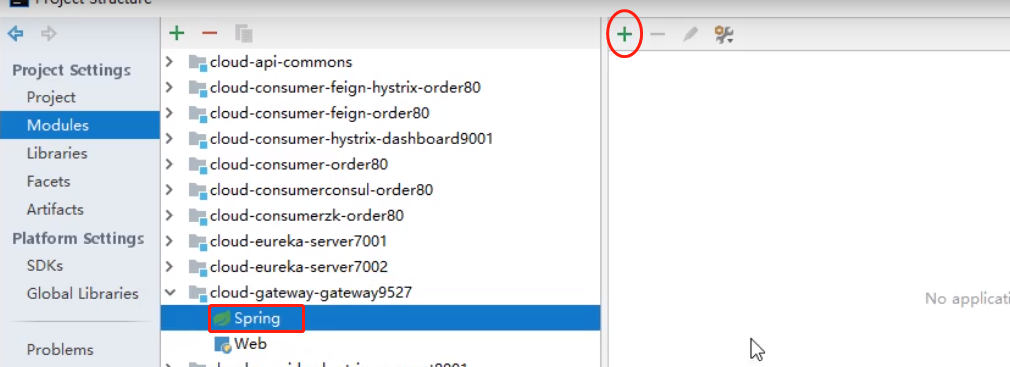 Project Structure
Project Settings
Project
Modules
Libraries
Facets
Artifacts
Platform Settings
SDKs
Global Libraries
Problems
cloud-api-commons
cloud-consumer-feign-hystrix-order80
cloud-consumer-feign-order80
cloud-consumer-hystrix-dashboard9001
cloud-consumer-order80
cloud-consumerconsul-order80
cloud-consumerzk-order80
cloud-eureka-server7001
cloud-eureka-server7002
cloud-gateway-gateway9527
Spring
Web
No applicati